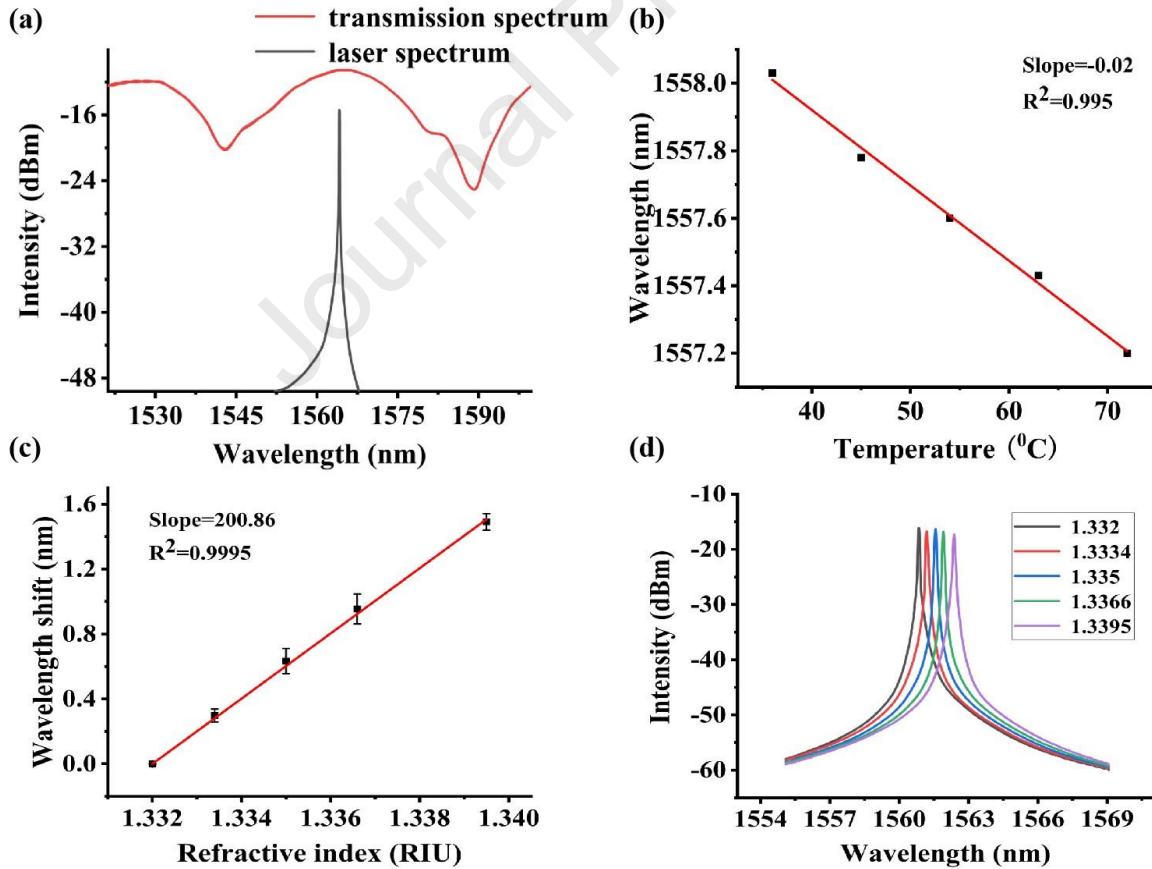 (a)
transmission spectrum
laser spectrum
Intensity (dBm)
-16
-24
-32
-40
-48
1530
1545
1560
1575
1590
Wavelength (nm)
(b)
Slope=-0.02
R²=0.995
Wavelength (nm)
1558.0
1557.8
1557.6
1557.4
1557.2
40
50
60
70
Temperature (⁰C)
(c)
Slope=200.86
R²=0.9995
Wavelength shift (nm)
1.6
1.2
0.8
0.4
0.0
1.332
1.334
1.336
1.338
1.340
Refractive index (RIU)
(d)
1.332
1.3334
1.335
1.3366
1.3395
Intensity (dBm)
-10
-20
-30
-40
-50
-60
1554
1557
1560
1563
1566
1569
Wavelength (nm)
Journal P